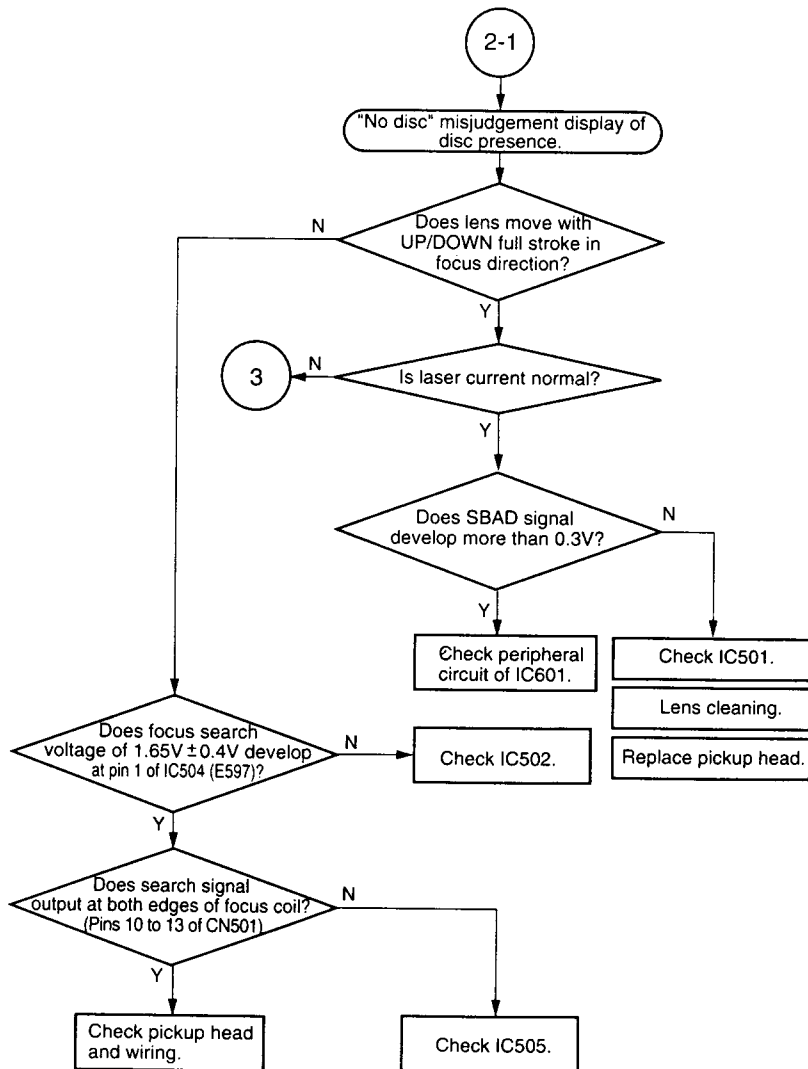 2-1
"No disc" misjudgement display of
disc presence.
Does lens move with
UP/DOWN full stroke in
focus direction?
N
Y
Is laser current normal?
N
3
Y
Does SBAD signal
develop more than 0.3V?
N
Y
Check peripheral
circuit of IC601.
Check IC501.
Lens cleaning.
Replace pickup head.
Does focus search
voltage of 1.65V ± 0.4V develop
at pin 1 of IC504 (E597)?
N
Check IC502.
Y
Does search signal
output at both edges of focus coil?
(Pins 10 to 13 of CN501)
N
Y
Check pickup head
and wiring.
Check IC505.